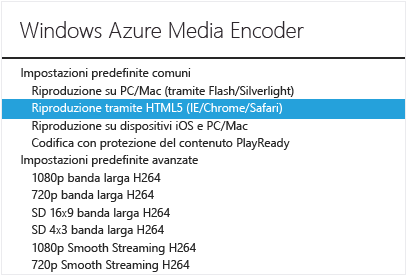 Windows Azure Media Encoder
Impostazioni predefinite comuni
Riproduzione su PC/Mac (tramite Flash/Silverlight)
Riproduzione tramite HTML5 (IE/Chrome/Safari)
Riproduzione su dispositivi iOS e PC/Mac
Codifica con protezione del contenuto PlayReady
Impostazioni predefinite avanzate
1080p banda larga H264
720p banda larga H264
SD 16x9 banda larga H264
SD 4x3 banda larga H264
1080p Smooth Streaming H264
720p Smooth Streaming H264